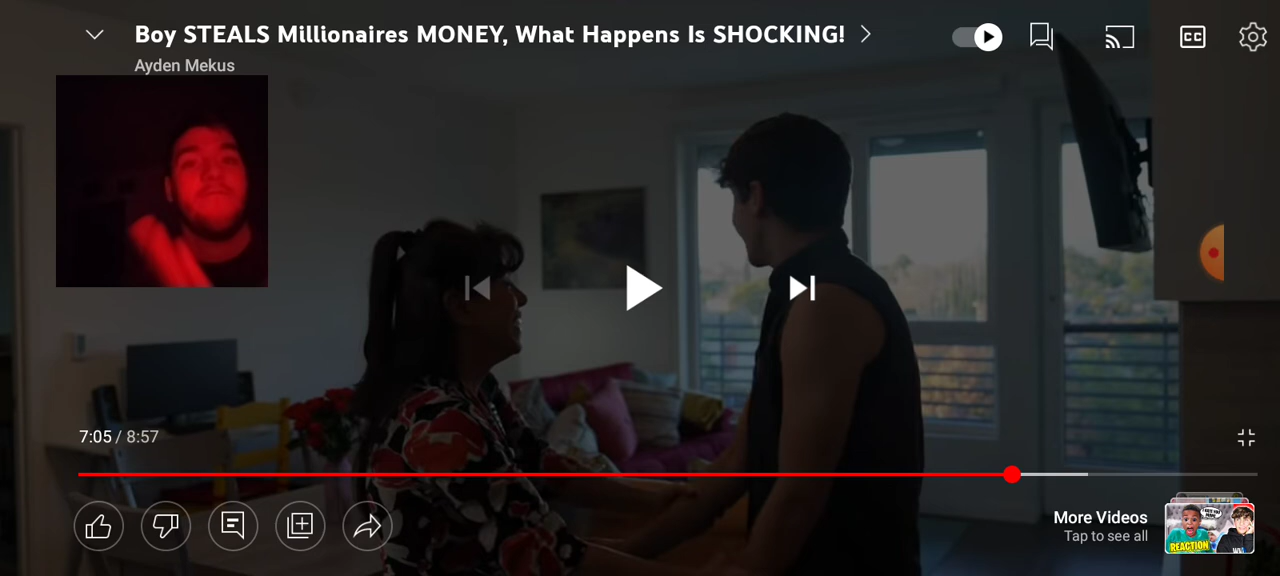 Boy STEALS Millionaires MONEY, What Happens Is SHOCKING!
Ayden Mekus
CC
7:05 / 8:57
More Videos
Tap to see all
REACTION